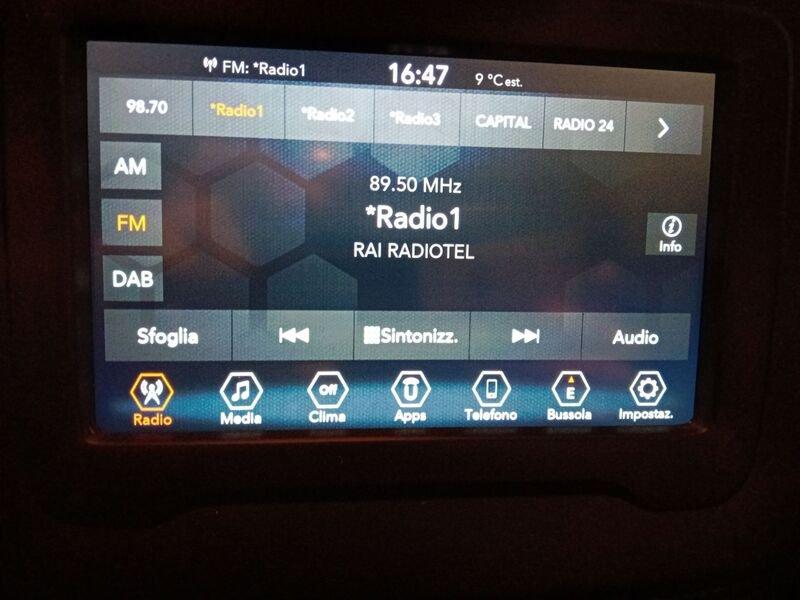 FM: *Radio1 16:47 9 °C est.
98.70 *Radio1 *Radio2 *Radio3 CAPITAL RADIO 24
AM
89.50 MHz
FM
*Radio1
Info
RAI RADIOTEL
DAB
Sfoglia Sintonizz. Audio
Off U E
Radio Media Clima Apps Telefono Bussola Impostaz.